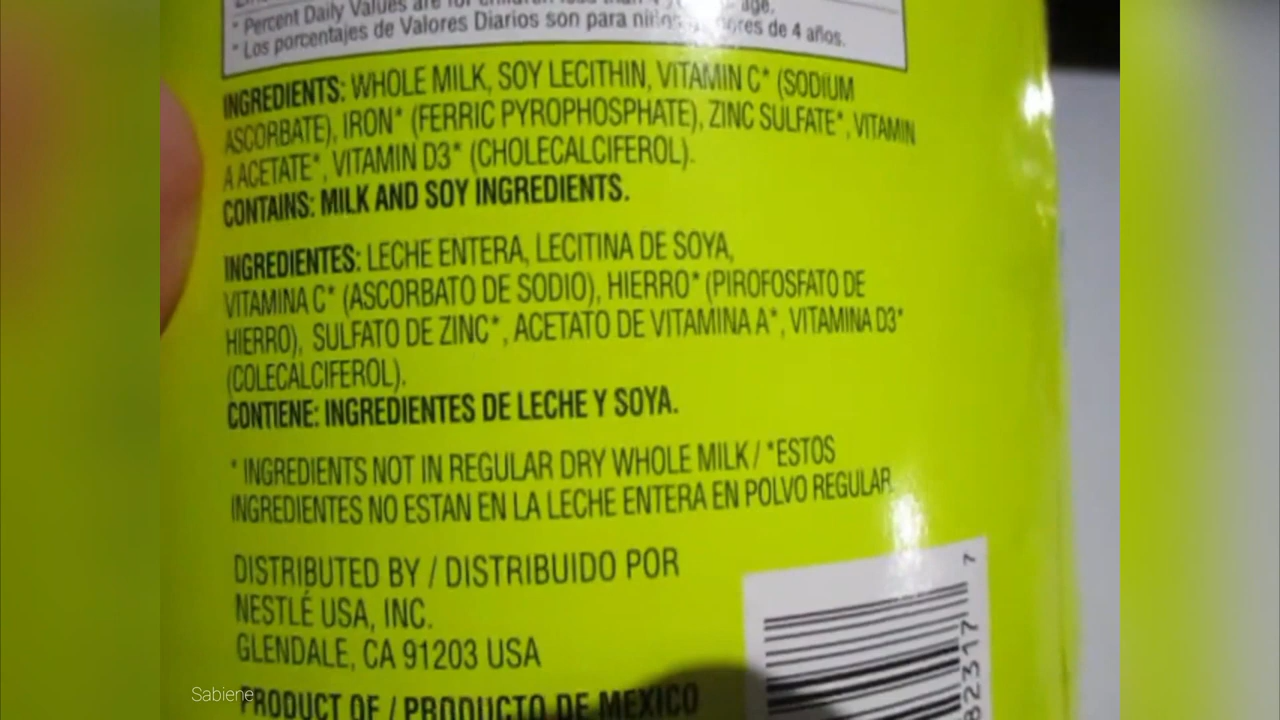 * Percent Daily Values are for children less than 4 age.
* Los porcentajes de Valores Diarios son para niños de 4 años.
INGREDIENTS: WHOLE MILK, SOY LECITHIN, VITAMIN C* (SODIUM
ASCORBATE), IRON* (FERRIC PYROPHOSPHATE), ZINC SULFATE*, VITAMIN
A ACETATE*, VITAMIN D3* (CHOLECALCIFEROL).
CONTAINS: MILK AND SOY INGREDIENTS.
INGREDIENTES: LECHE ENTERA, LECITINA DE SOYA,
VITAMINA C* (ASCORBATO DE SODIO), HIERRO* (PIROFOSFATO DE
HIERRO), SULFATO DE ZINC*, ACETATO DE VITAMINA A*, VITAMINA D3*
(COLECALCIFEROL).
CONTIENE: INGREDIENTES DE LECHE Y SOYA.
* INGREDIENTS NOT IN REGULAR DRY WHOLE MILK / *ESTOS
INGREDIENTES NO ESTAN EN LA LECHE ENTERA EN POLVO REGULAR
DISTRIBUTED BY / DISTRIBUIDO POR
NESTLÉ USA, INC.
GLENDALE, CA 91203 USA
PRODUCT OF / PRODUCTO DE MEXICO
82317 7
Sabiene